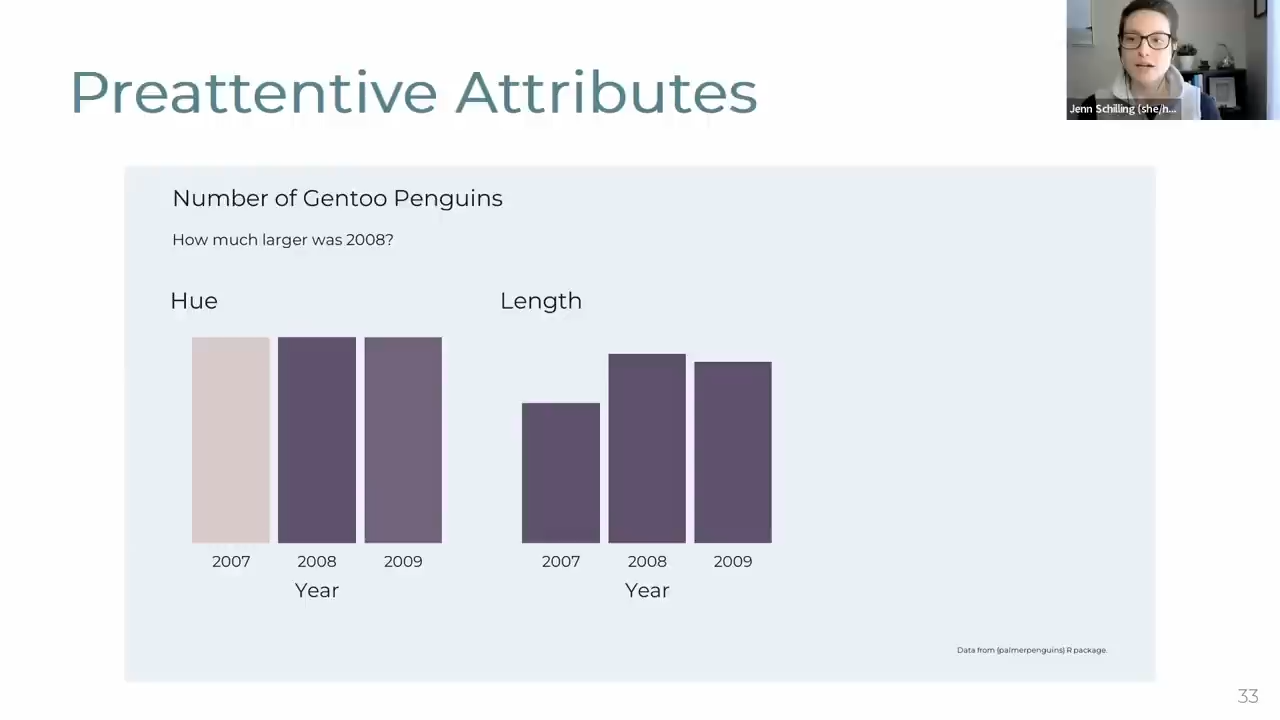 Preattentive Attributes
Jenn Schilling (she/h...
Number of Gentoo Penguins
How much larger was 2008?
Hue
Length
2007 2008 2009
Year
2007 2008 2009
Year
Data from {palmerpenguins} R package.
33